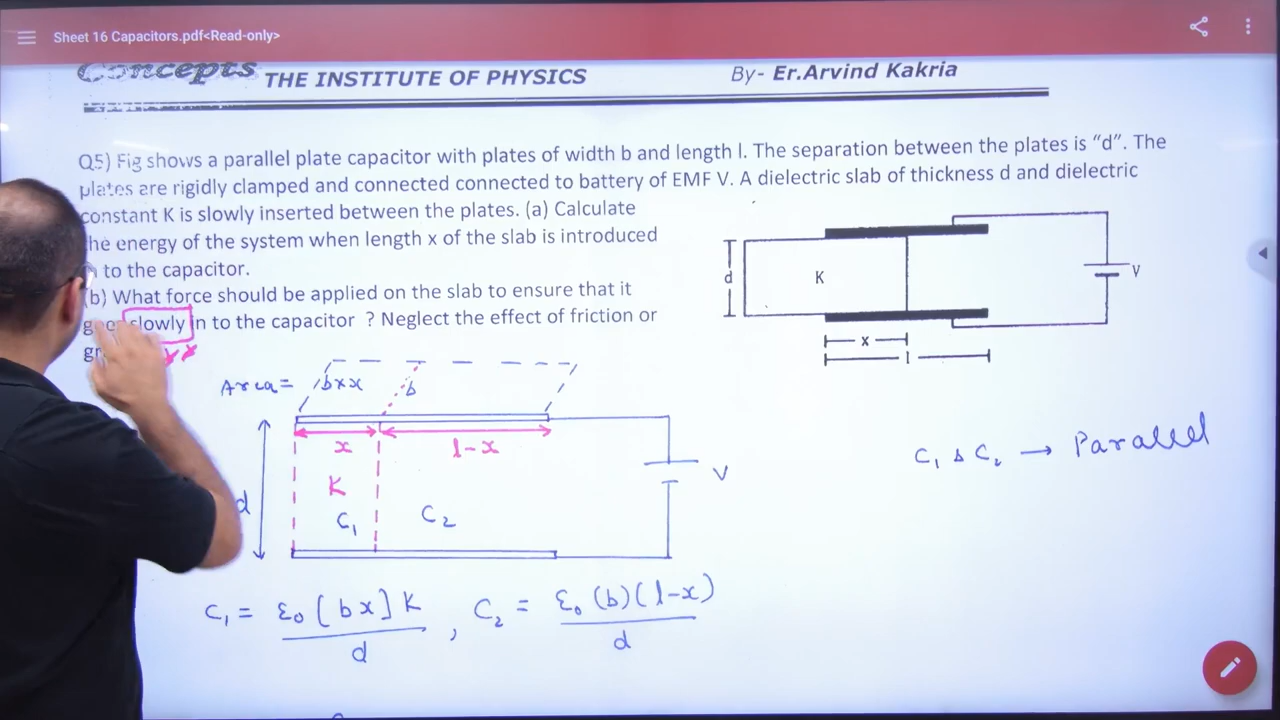 Sheet 16 Capacitors.pdf<Read-only>
Concepts THE INSTITUTE OF PHYSICS By- Er.Arvind Kakria
Q5) Fig shows a parallel plate capacitor with plates of width b and length l. The separation between the plates is “d”. The
plates are rigidly clamped and connected connected to battery of EMF V. A dielectric slab of thickness d and dielectric
constant K is slowly inserted between the plates. (a) Calculate
the energy of the system when length x of the slab is introduced
to the capacitor.
(b) What force should be applied on the slab to ensure that it
slowly in to the capacitor ? Neglect the effect of friction or
d K V
x
l
Area = b×x b
x l-x
K
d C₁ C₂ V
C₁ & C₂ → Parallel
C₁ = ε₀ [bx] K / d , C₂ = ε₀ (b)(l-x) / d